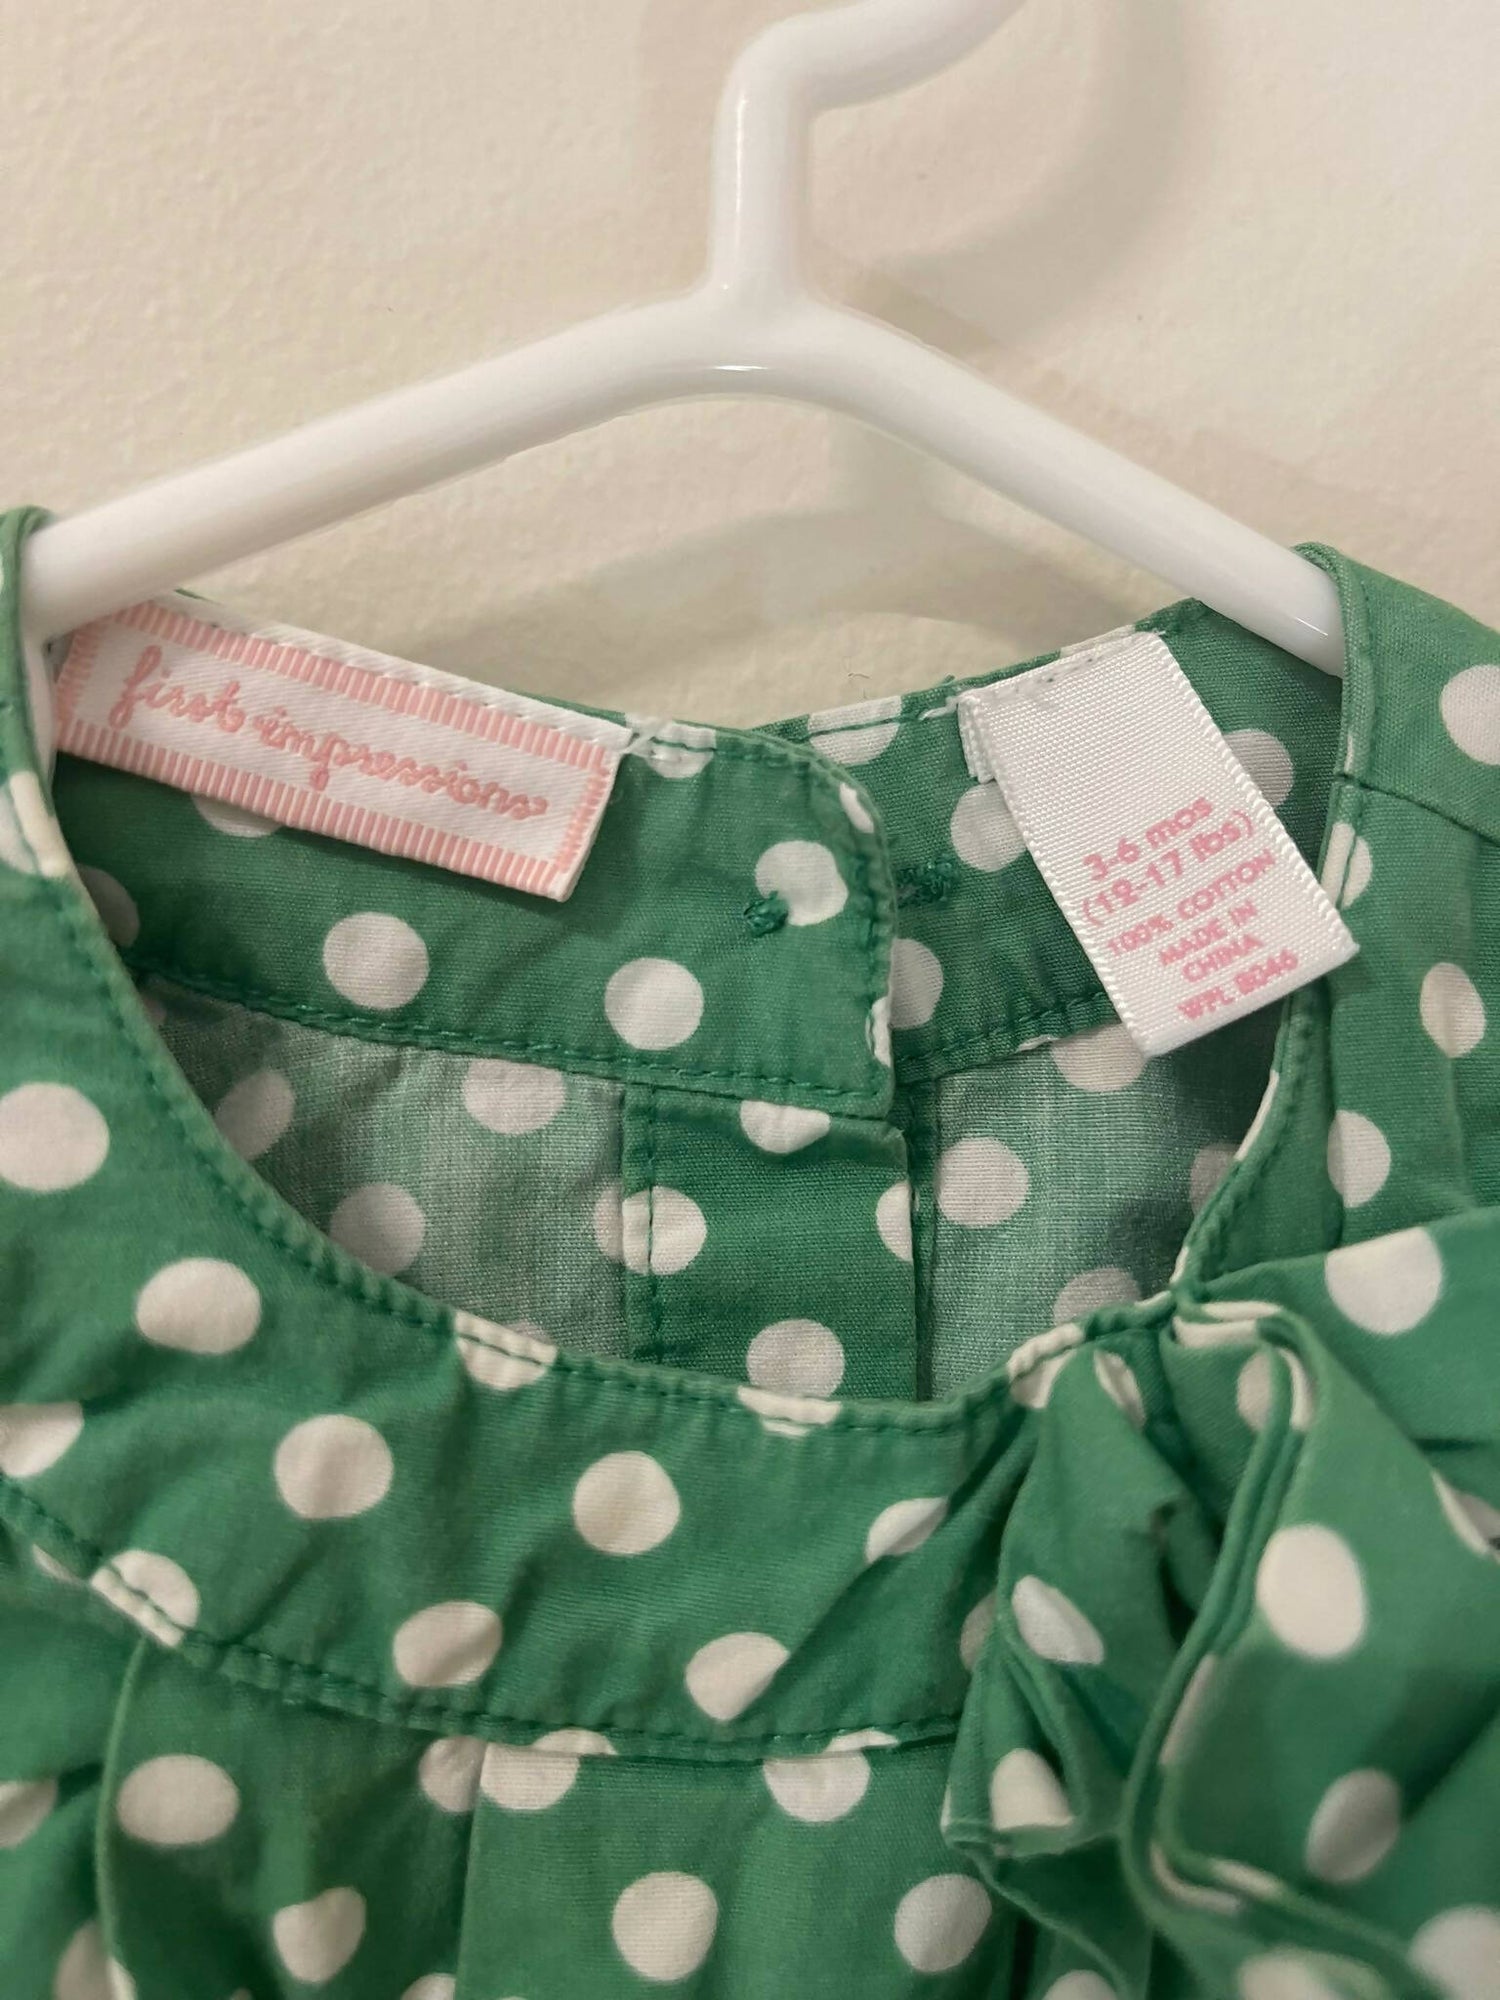 first impressions
3-6 mos
(12-17 lbs)
100% COTTON
MADE IN
CHINA
WPL 8046